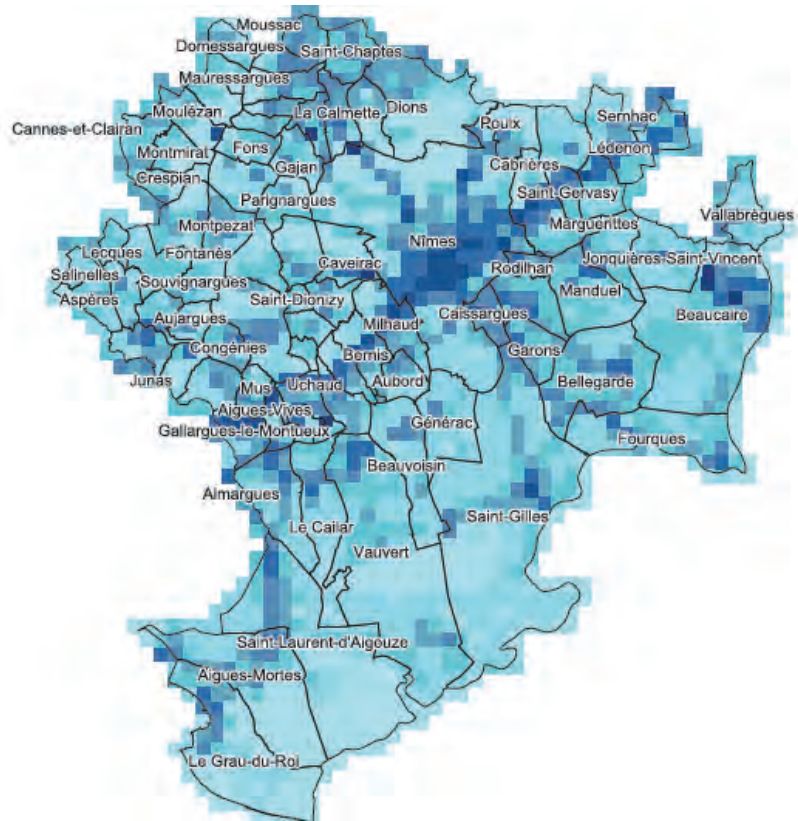 Moussac
Domessargues
Saint-Chaptes
Mauressargues
Moulézan
La Calmette
Dions
Sernhac
Cannes-et-Clairan
Poulx
Fons
Lédenon
Montmirat
Cabrières
Gajan
Crespian
Saint-Gervasy
Parignargues
Vallabrègues
Montpezat
Marguerittes
Nîmes
Lecques
Fontanès
Jonquières-Saint-Vincent
Caveirac
Rodilhan
Salinelles
Souvignargues
Manduel
Aspères
Saint-Dionizy
Caissargues
Beaucaire
Aujargues
Milhaud
Congénies
Bernis
Garons
Junas
Mus
Uchaud
Aubord
Bellegarde
Aigues-Vives
Générac
Gallargues-le-Montueux
Fourques
Beauvoisin
Aimargues
Saint-Gilles
Le Cailar
Vauvert
Saint-Laurent-d'Aigouze
Aigues-Mortes
Le Grau-du-Roi